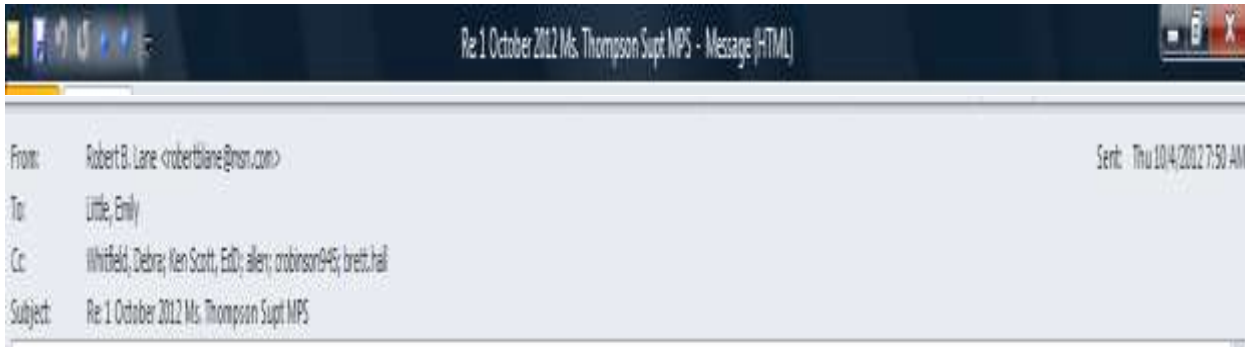 Re: 1 October 2012 Ms. Thompson Supt MPS - Message (HTML)
From: Robert B. Lane <robertblane@msn.com> Sent: Thu 10/4/2012 7:50 AM
To: Little, Emily
Cc: Whitfield, Debra; Ken Scott, EdD; allen; crobinson945; brett.hall
Subject: Re: 1 October 2012 Ms. Thompson Supt MPS